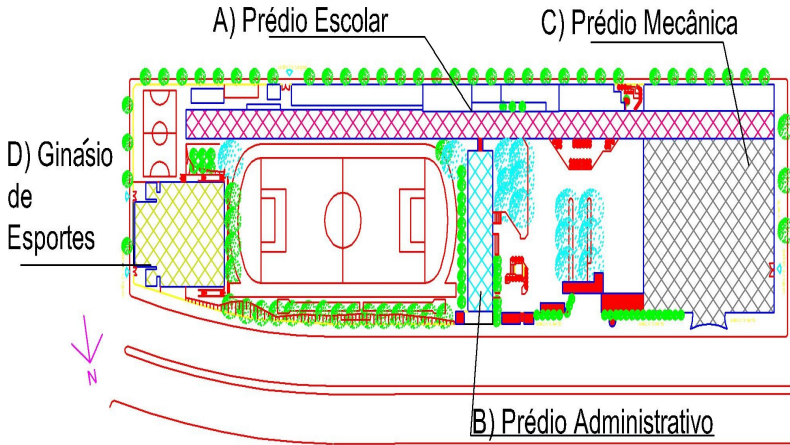 A) Prédio Escolar
C) Prédio Mecânica
D) Ginásio
de
Esportes
N
B) Prédio Administrativo